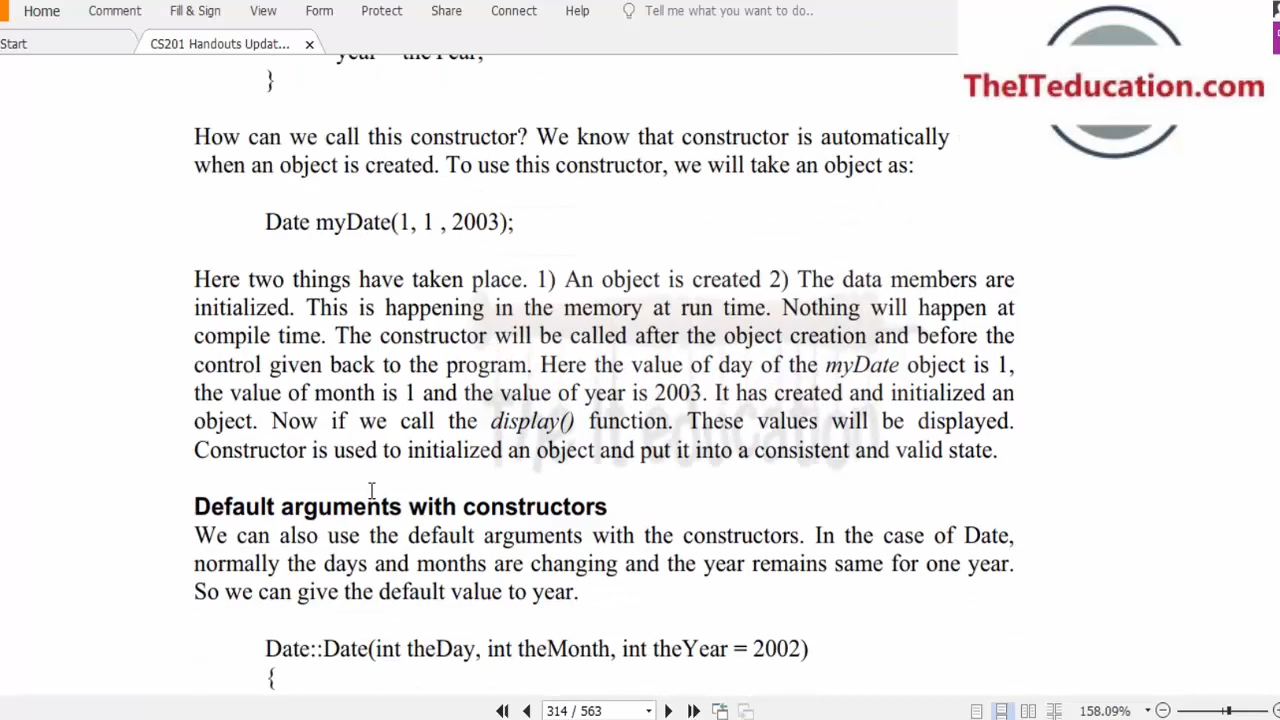 Home Comment Fill & Sign View Form Protect Share Connect Help Tell me what you want to do..
Start CS201 Handouts Updat... x
TheITeducation.com
}
How can we call this constructor? We know that constructor is automatically
when an object is created. To use this constructor, we will take an object as:
Date myDate(1, 1 , 2003);
Here two things have taken place. 1) An object is created 2) The data members are
initialized. This is happening in the memory at run time. Nothing will happen at
compile time. The constructor will be called after the object creation and before the
control given back to the program. Here the value of day of the myDate object is 1,
the value of month is 1 and the value of year is 2003. It has created and initialized an
object. Now if we call the display() function. These values will be displayed.
Constructor is used to initialized an object and put it into a consistent and valid state.
The It education
Default arguments with constructors
We can also use the default arguments with the constructors. In the case of Date,
normally the days and months are changing and the year remains same for one year.
So we can give the default value to year.
Date::Date(int theDay, int theMonth, int theYear = 2002)
{
314 / 563
158.09%